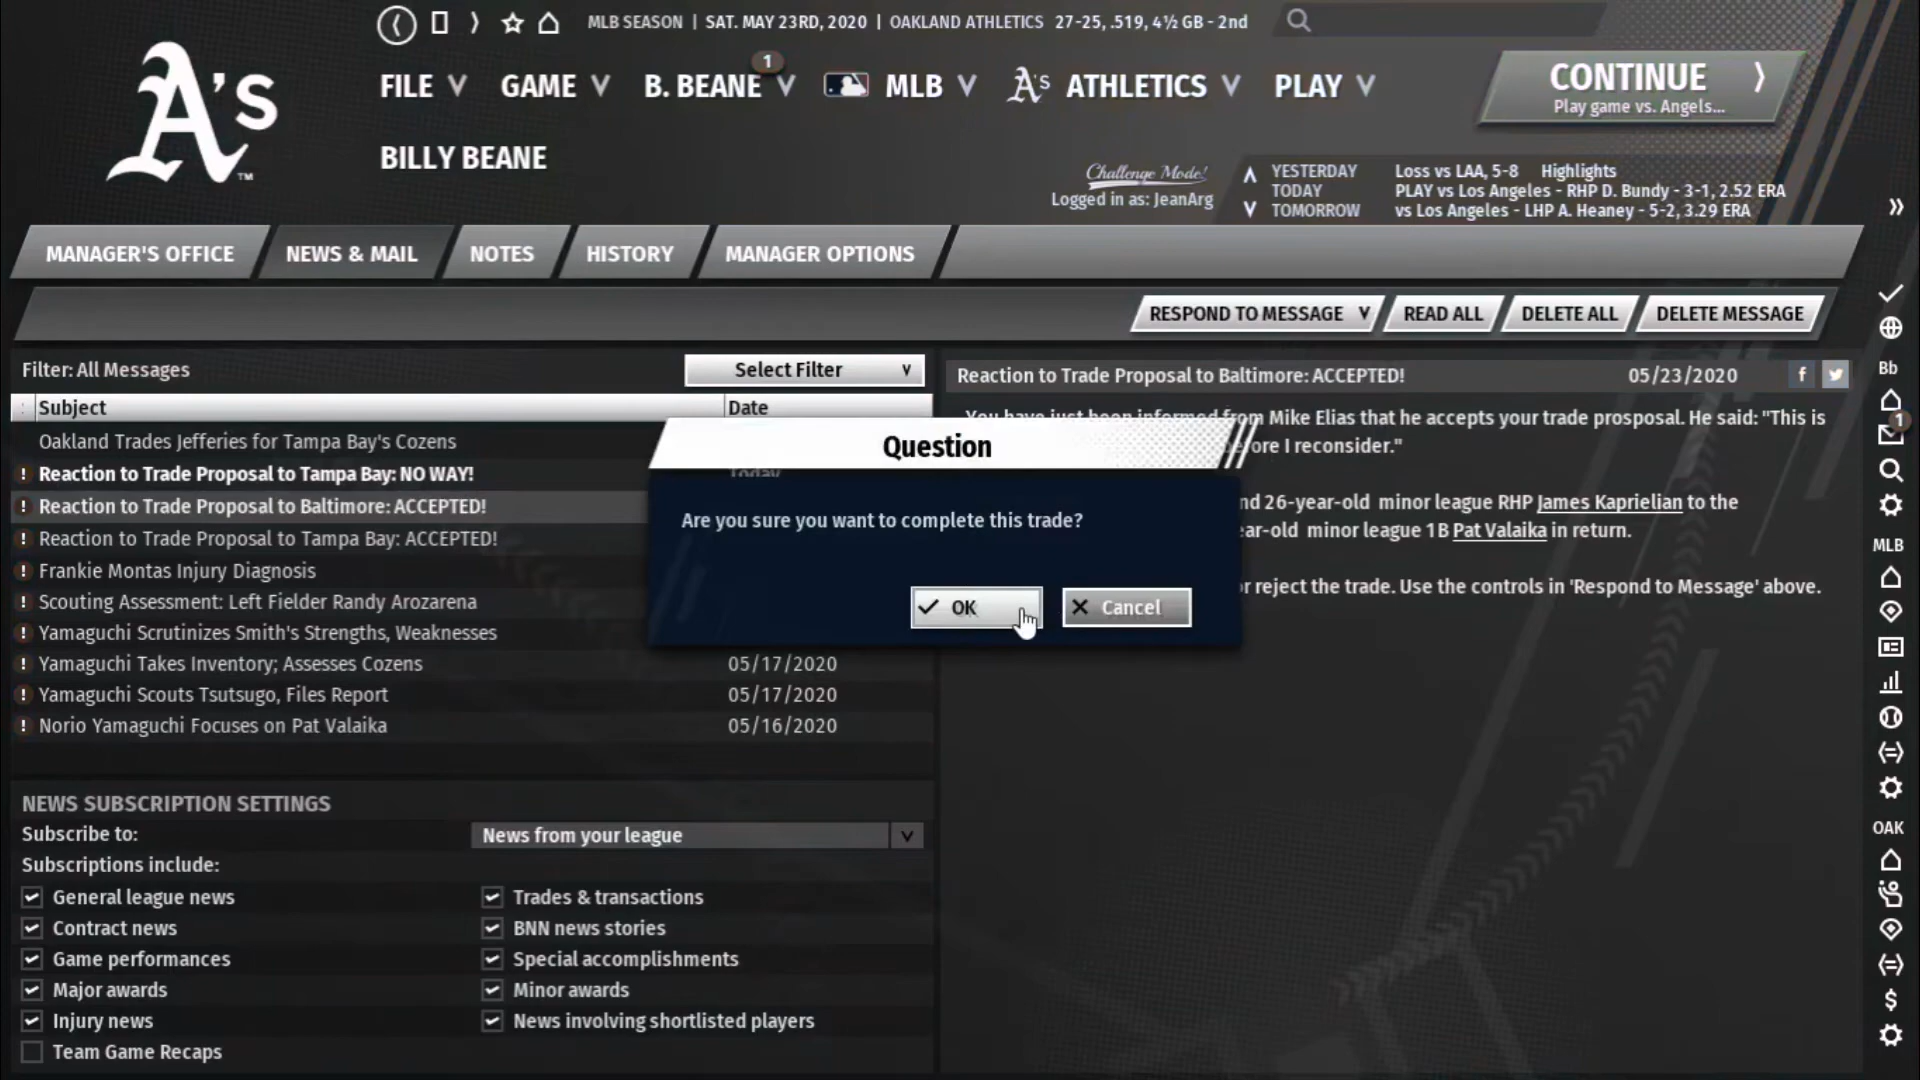 MLB SEASON | SAT. MAY 23RD, 2020 | OAKLAND ATHLETICS 27-25, .519, 4½ GB - 2nd
A's
TM
1
FILE GAME B. BEANE MLB A's ATHLETICS PLAY
CONTINUE
Play game vs. Angels...
BILLY BEANE
Challenge Mode!
Logged in as: JeanArg
YESTERDAY Loss vs LAA, 5-8 Highlights
TODAY PLAY vs Los Angeles - RHP D. Bundy - 3-1, 2.52 ERA
TOMORROW vs Los Angeles - LHP A. Heaney - 5-2, 3.29 ERA
MANAGER'S OFFICE NEWS & MAIL NOTES HISTORY MANAGER OPTIONS
RESPOND TO MESSAGE READ ALL DELETE ALL DELETE MESSAGE
Filter: All Messages Select Filter
Subject Date
Oakland Trades Jefferies for Tampa Bay's Cozens
! Reaction to Trade Proposal to Tampa Bay: NO WAY! Today
! Reaction to Trade Proposal to Baltimore: ACCEPTED!
! Reaction to Trade Proposal to Tampa Bay: ACCEPTED!
! Frankie Montas Injury Diagnosis
! Scouting Assessment: Left Fielder Randy Arozarena
! Yamaguchi Scrutinizes Smith's Strengths, Weaknesses
! Yamaguchi Takes Inventory; Assesses Cozens 05/17/2020
! Yamaguchi Scouts Tsutsugo, Files Report 05/17/2020
! Norio Yamaguchi Focuses on Pat Valaika 05/16/2020
Reaction to Trade Proposal to Baltimore: ACCEPTED! 05/23/2020 f
You have just been informed from Mike Elias that he accepts your trade prosposal. He said: "This is
I reconsider."
26-year-old minor league RHP James Kaprielian to the
minor league 1B Pat Valaika in return.
reject the trade. Use the controls in 'Respond to Message' above.
Question
Are you sure you want to complete this trade?
OK Cancel
NEWS SUBSCRIPTION SETTINGS
Subscribe to: News from your league
Subscriptions include:
General league news Trades & transactions
Contract news BNN news stories
Game performances Special accomplishments
Major awards Minor awards
Injury news News involving shortlisted players
Team Game Recaps
Bb
1
MLB
OAK
$